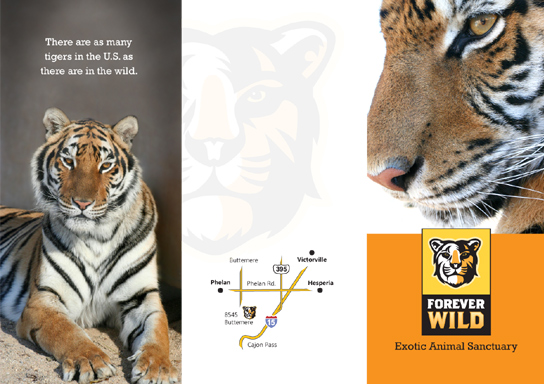 There are as many
tigers in the U.S. as
there are in the wild.
Buttemere
395
Victorville
Phelan
Phelan Rd.
Hesperia
8545
Buttemere
15
Cajon Pass
FOREVER
WILD
Exotic Animal Sanctuary